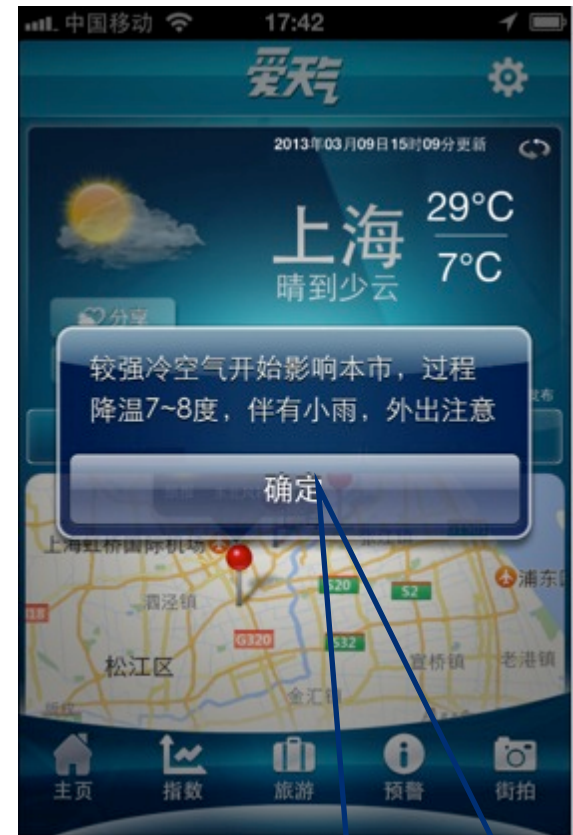 中国移动 17:42
爱天气
2013年03月09日15时09分更新
29°C
上海
7°C
晴到少云
分享
发布
较强冷空气开始影响本市，过程
降温7~8度，伴有小雨，外出注意
确定
上海虹桥国际机场
浦东
泗泾镇
S20
S2
G320
S32
松江区
宣桥镇
老港镇
金汇镇
主页
指数
旅游
预警
街拍